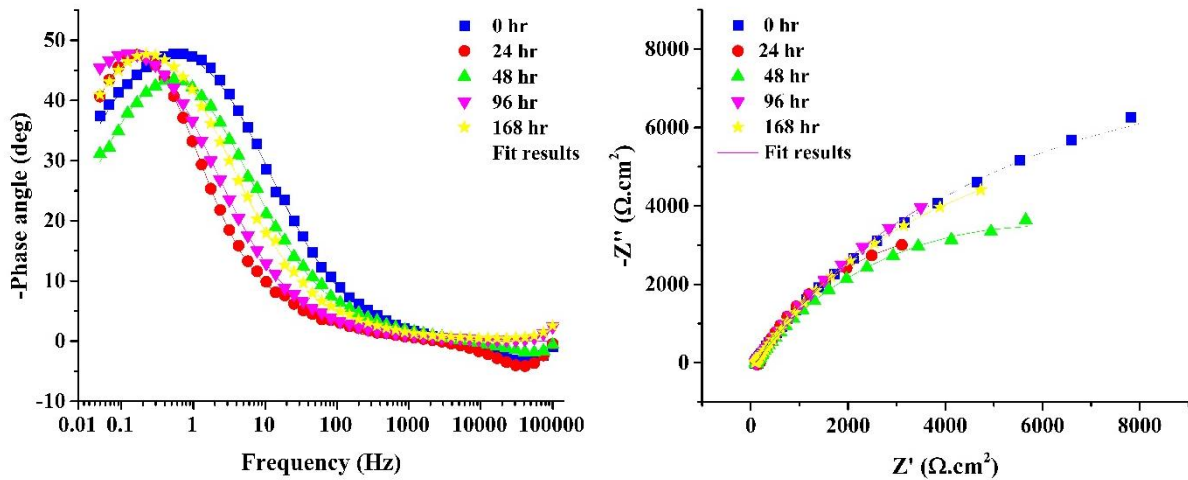 -Phase angle (deg)
50
40
30
20
10
0
-10
0 hr
24 hr
48 hr
96 hr
168 hr
Fit results
0.01 0.1 1 10 100 1000 10000 100000
Frequency (Hz)
-Z'' (Ω.cm²)
8000
6000
4000
2000
0
0 hr
24 hr
48 hr
96 hr
168 hr
Fit results
0 2000 4000 6000 8000
Z' (Ω.cm²)